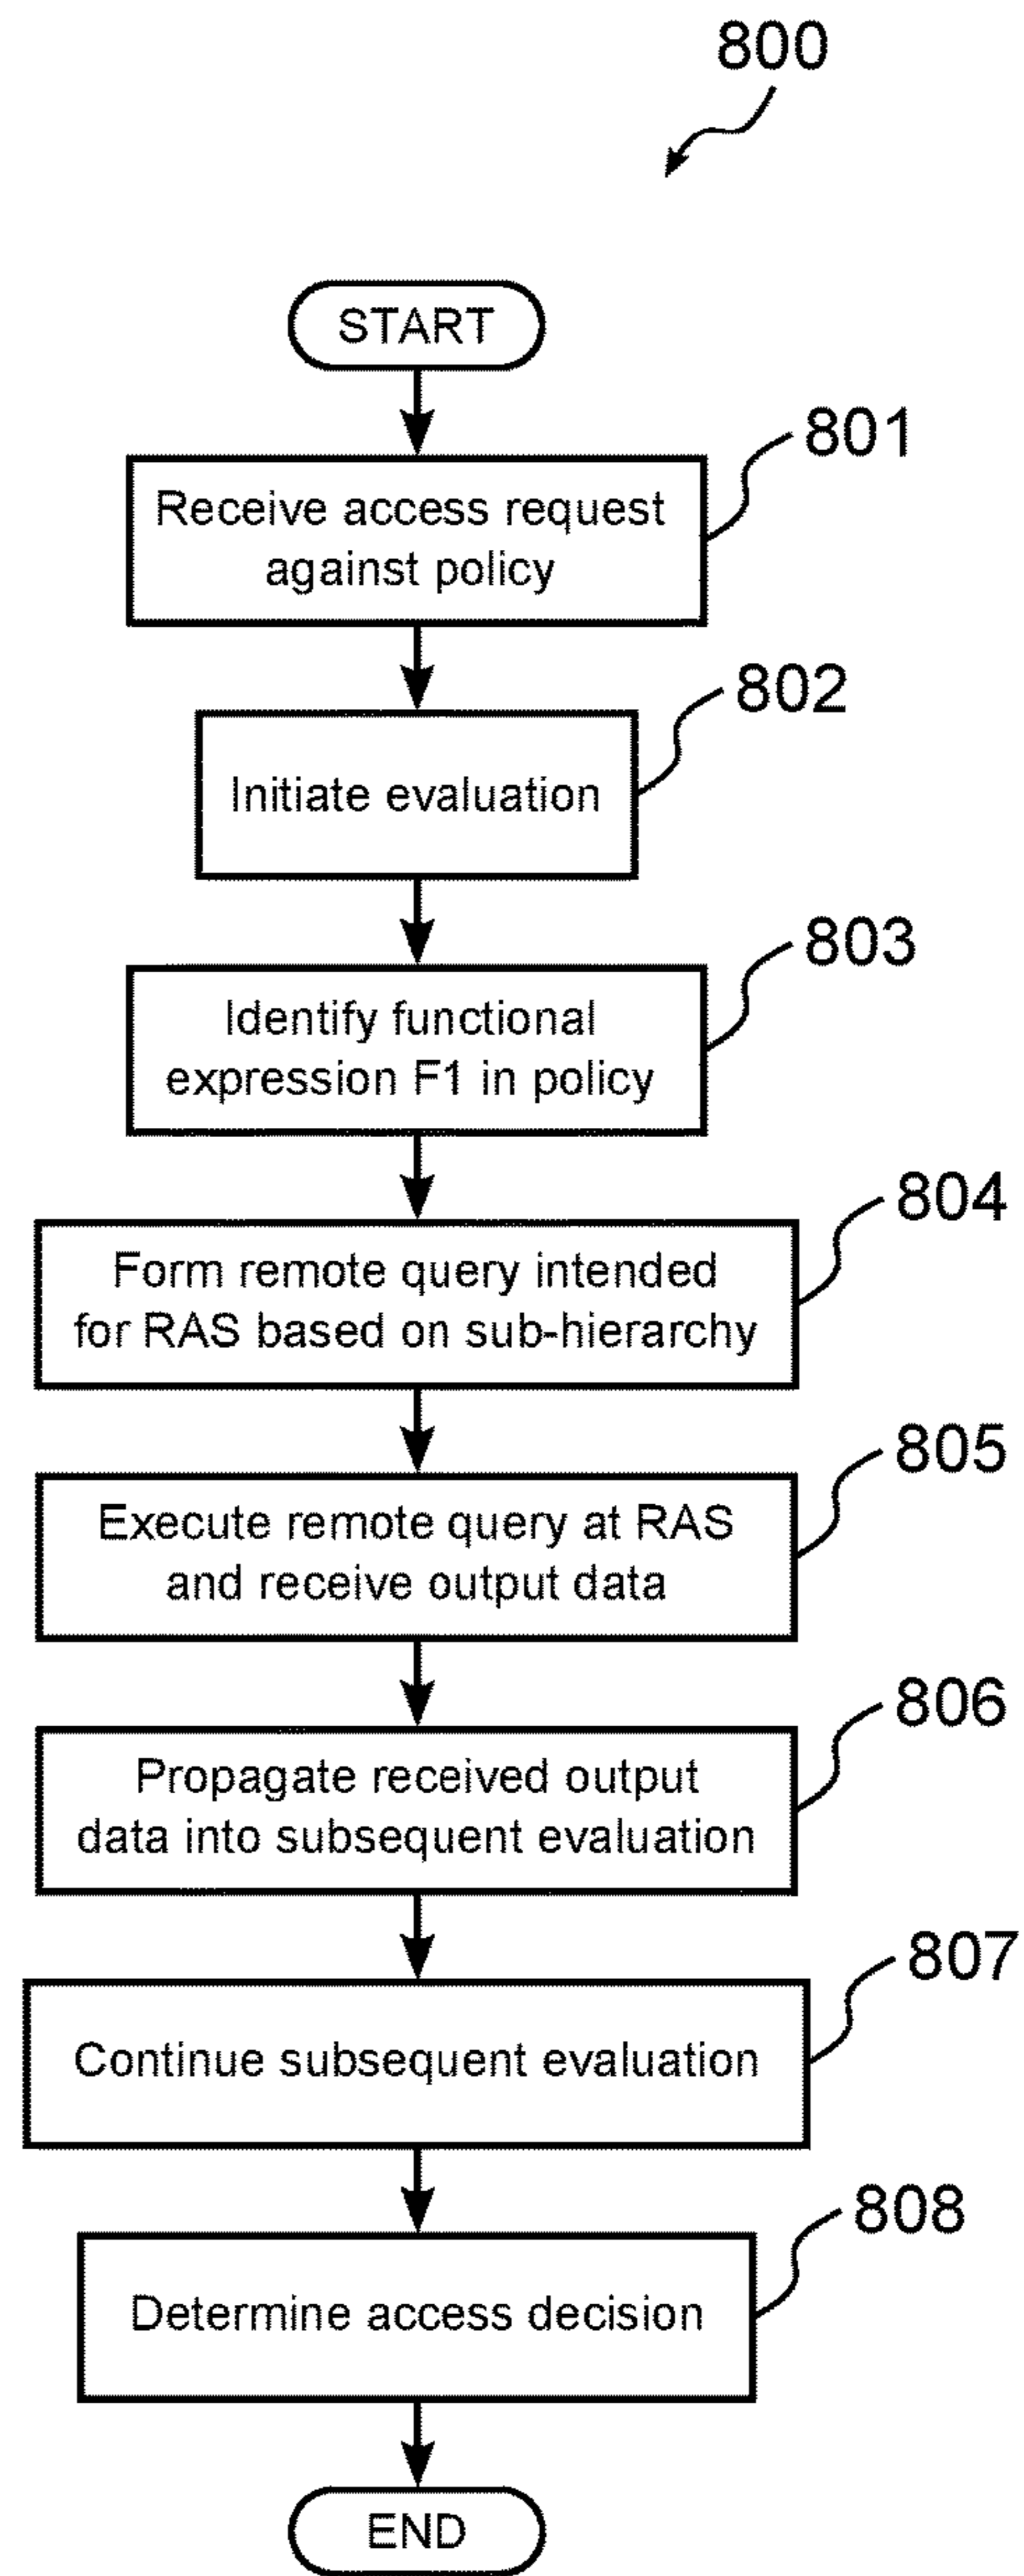 800
START
801
Receive access request
against policy
802
Initiate evaluation
803
Identify functional
expression F1 in policy
804
Form remote query intended
for RAS based on sub-hierarchy
805
Execute remote query at RAS
and receive output data
806
Propagate received output
data into subsequent evaluation
807
Continue subsequent evaluation
808
Determine access decision
END